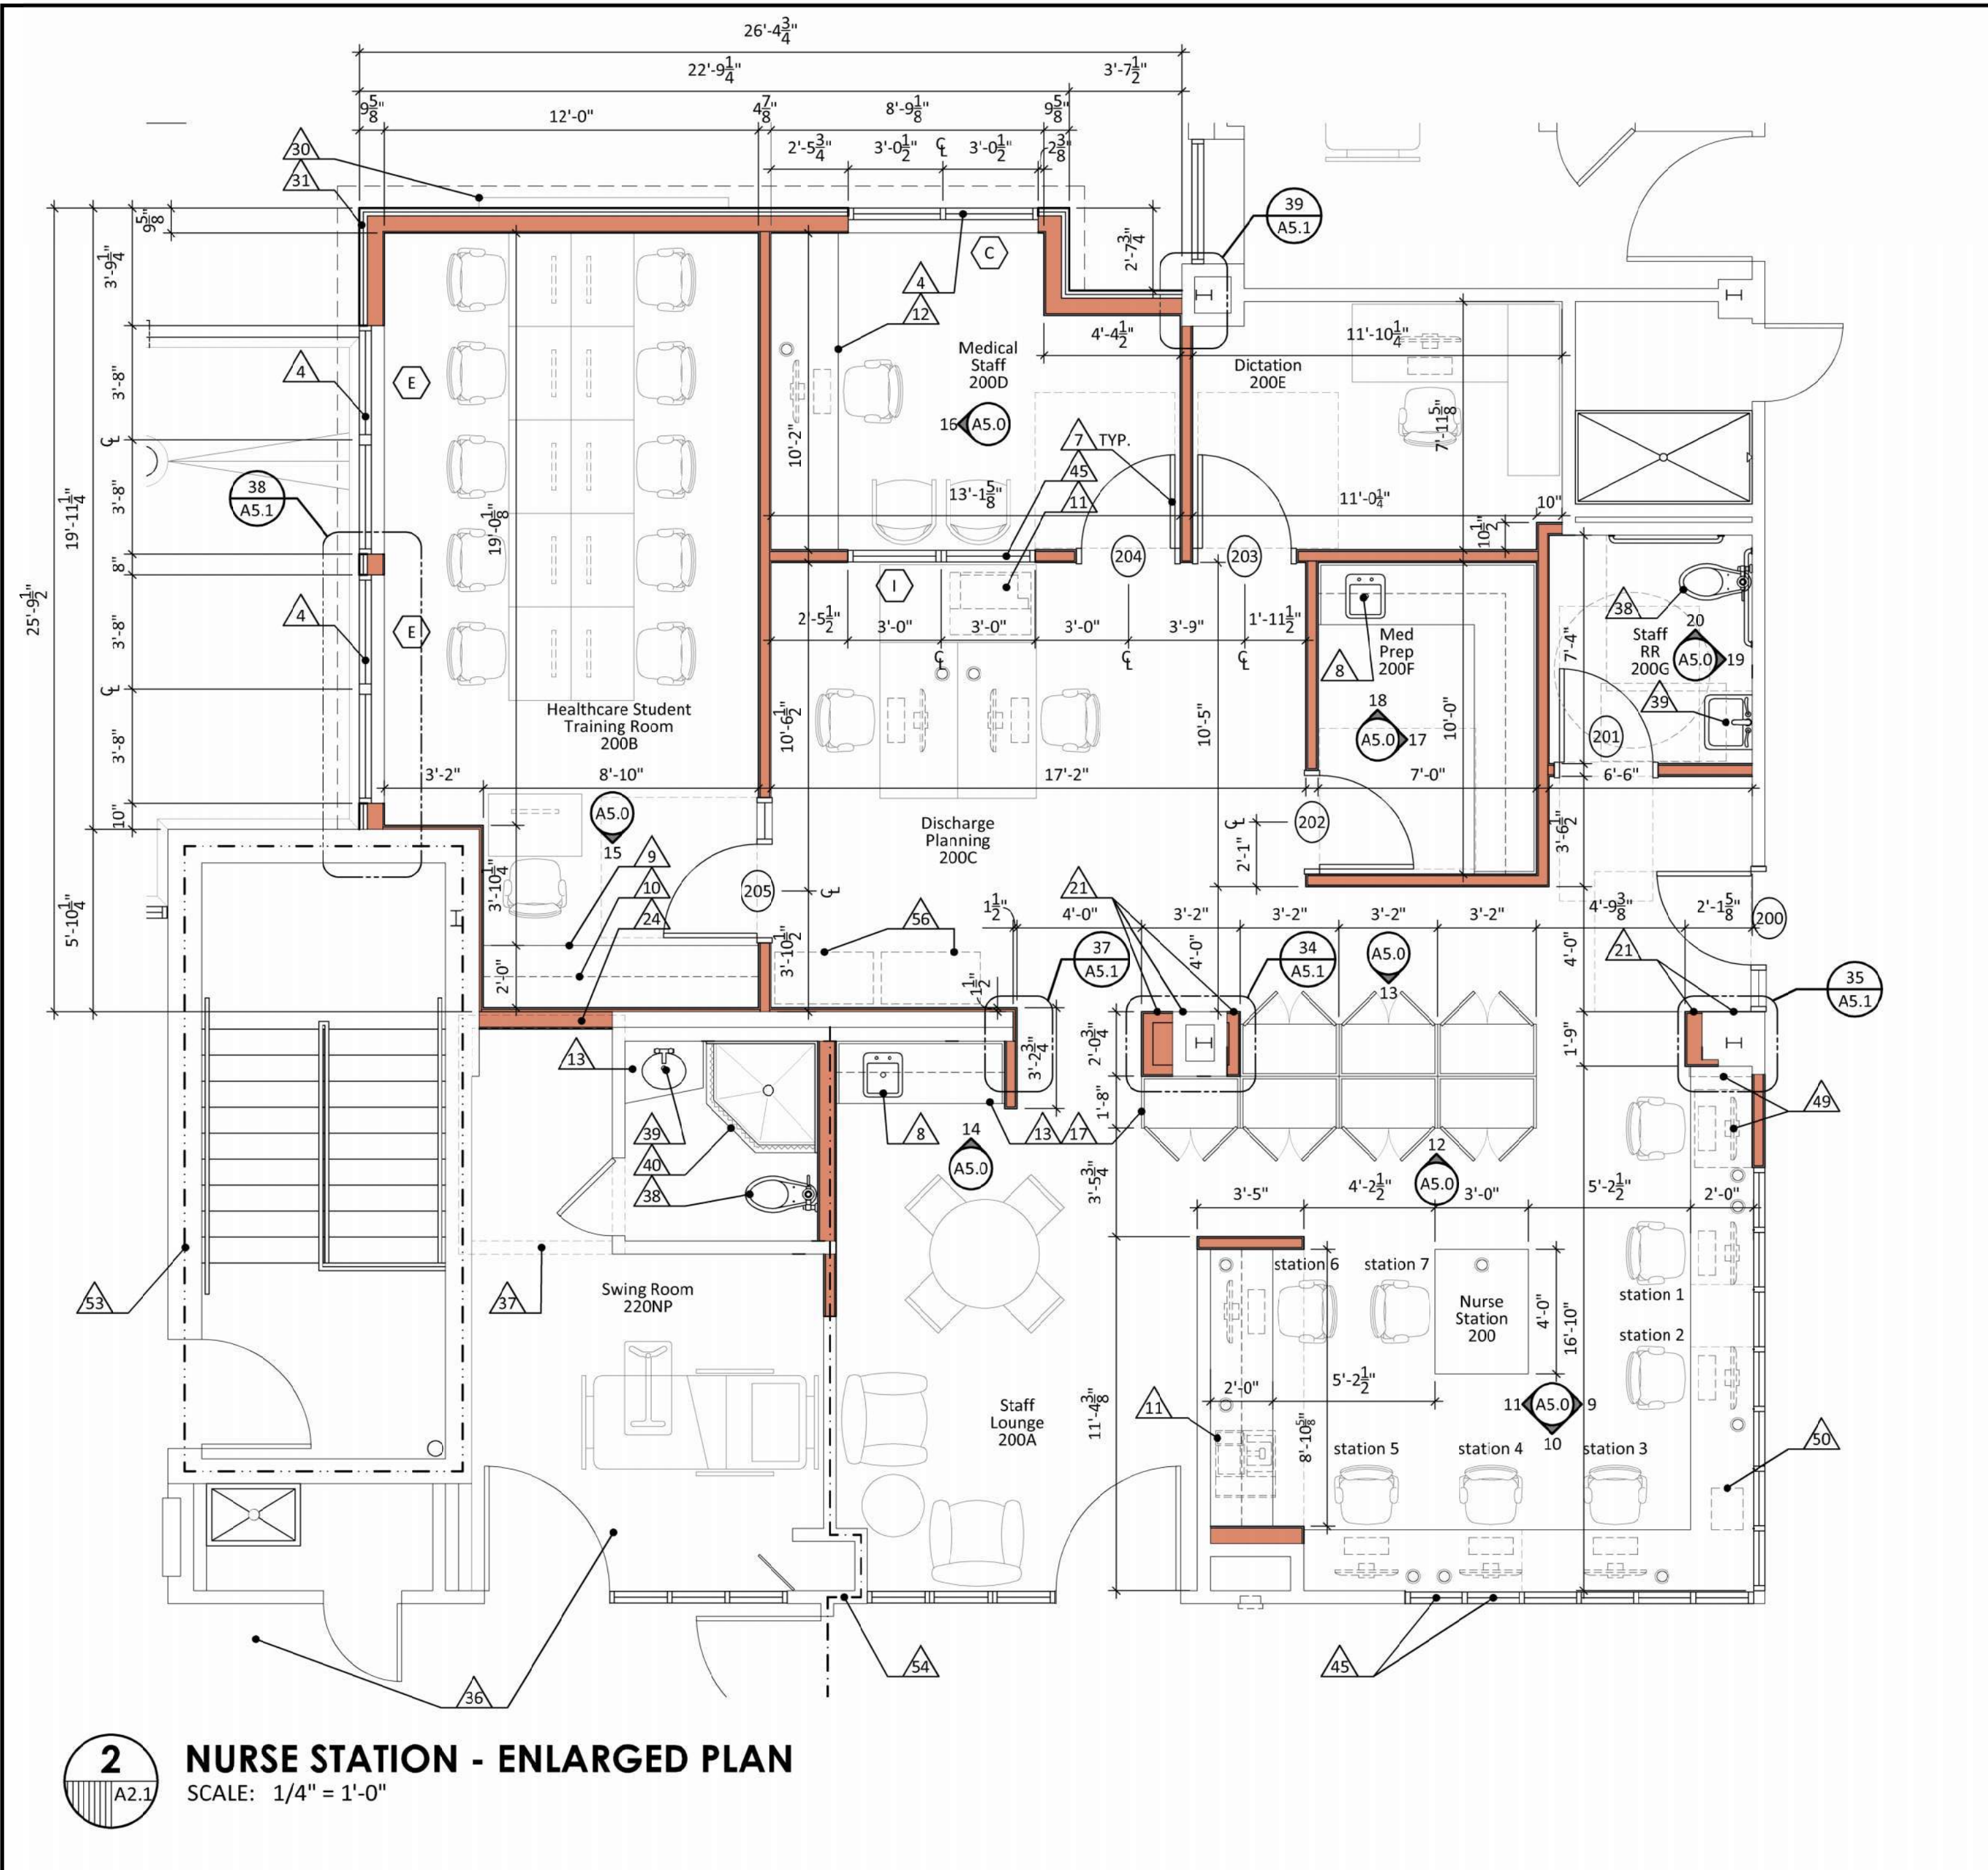 26'-4 3/4"
22'-9 1/4"
3'-7 1/2"
9 5/8"
12'-0"
4 7/8"
8'-9 1/8"
9 5/8"
2'-5 3/4"
3'-0 1/2"
℄
3'-0 1/2"
2 3/8"
30
31
39
A5.1
9 5/8"
3'-9 1/4"
2'-7 3/4"
C
4
12
4'-4 1/2"
11'-10 1/4"
Medical
Staff
200D
Dictation
200E
4
E
3'-8"
16
A5.0
7'-11 5/8"
℄
10'-2"
7
TYP.
45
11
38
A5.1
3'-8"
19'-11 1/4"
19'-0 1/8"
13'-1 5/8"
11'-0 1/4"
10"
10 1/2"
8"
204
203
25'-9 1/2"
4
E
3'-8"
I
2'-5 1/2"
3'-0"
3'-0"
3'-0"
3'-9"
1'-11 1/2"
℄
℄
℄
Med
Prep
200F
8
38
20
Staff
RR
200G
A5.0
19
39
7'-4"
℄
Healthcare Student
Training Room
200B
10'-6 1/2"
10'-5"
18
A5.0
17
10'-0"
201
3'-8"
3'-2"
8'-10"
17'-2"
7'-0"
6'-6"
10"
A5.0
15
Discharge
Planning
200C
℄
202
2'-1"
3'-6 1/2"
9
10
24
3'-10 1/4"
205
℄
21
5'-10 1/4"
56
1 1/2"
4'-0"
3'-2"
3'-2"
3'-2"
3'-2"
4'-9 3/8"
2'-1 5/8"
200
2'-0"
3'-10 1/2"
37
A5.1
4'-0"
34
A5.1
A5.0
13
4'-0"
21
35
A5.1
1 1/2"
13
3'-2 3/4"
2'-0 3/4"
1'-9"
1'-8"
39
40
38
8
14
A5.0
13
17
49
12
A5.0
3'-5 3/4"
3'-5"
4'-2 1/2"
3'-0"
5'-2 1/2"
2'-0"
53
37
Swing Room
220NP
station 6
station 7
station 1
Nurse
Station
200
4'-0"
16'-10"
station 2
Staff
Lounge
200A
11'-4 3/8"
11
2'-0"
5'-2 1/2"
8'-10 5/8"
11
A5.0
9
10
station 5
station 4
station 3
50
36
54
45
2
A2.1
NURSE STATION - ENLARGED PLAN
SCALE: 1/4" = 1'-0"